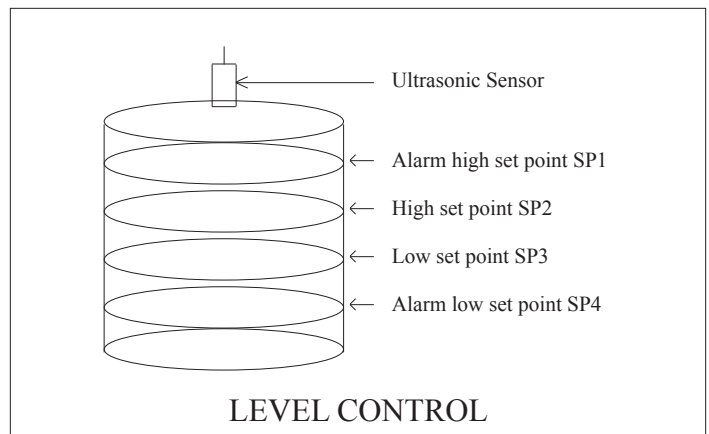 Ultrasonic Sensor
Alarm high set point SP1
High set point SP2
Low set point SP3
Alarm low set point SP4
LEVEL CONTROL